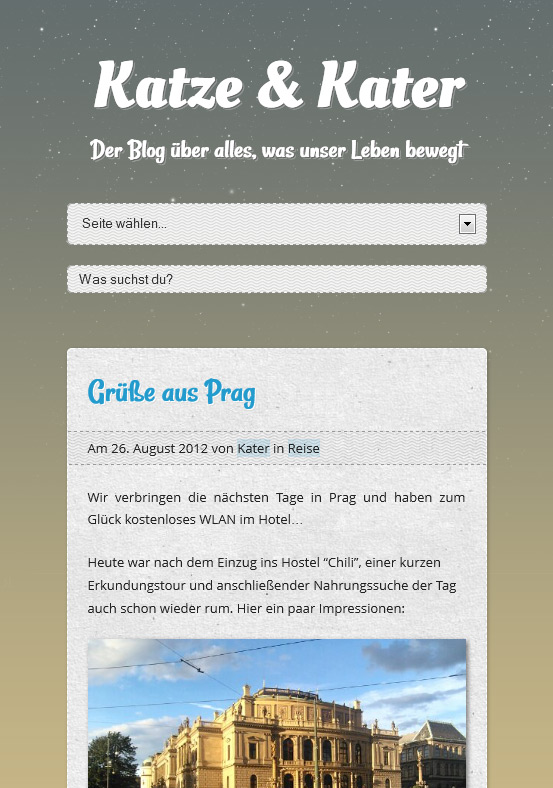 Katze & Kater
Der Blog über alles, was unser Leben bewegt
Seite wählen...
Was suchst du?
Grüße aus Prag
Am 26. August 2012 von Kater in Reise
Wir verbringen die nächsten Tage in Prag und haben zum
Glück kostenloses WLAN im Hotel…
Heute war nach dem Einzug ins Hostel “Chili”, einer kurzen
Erkundungstour und anschließender Nahrungssuche der Tag
auch schon wieder rum. Hier ein paar Impressionen: